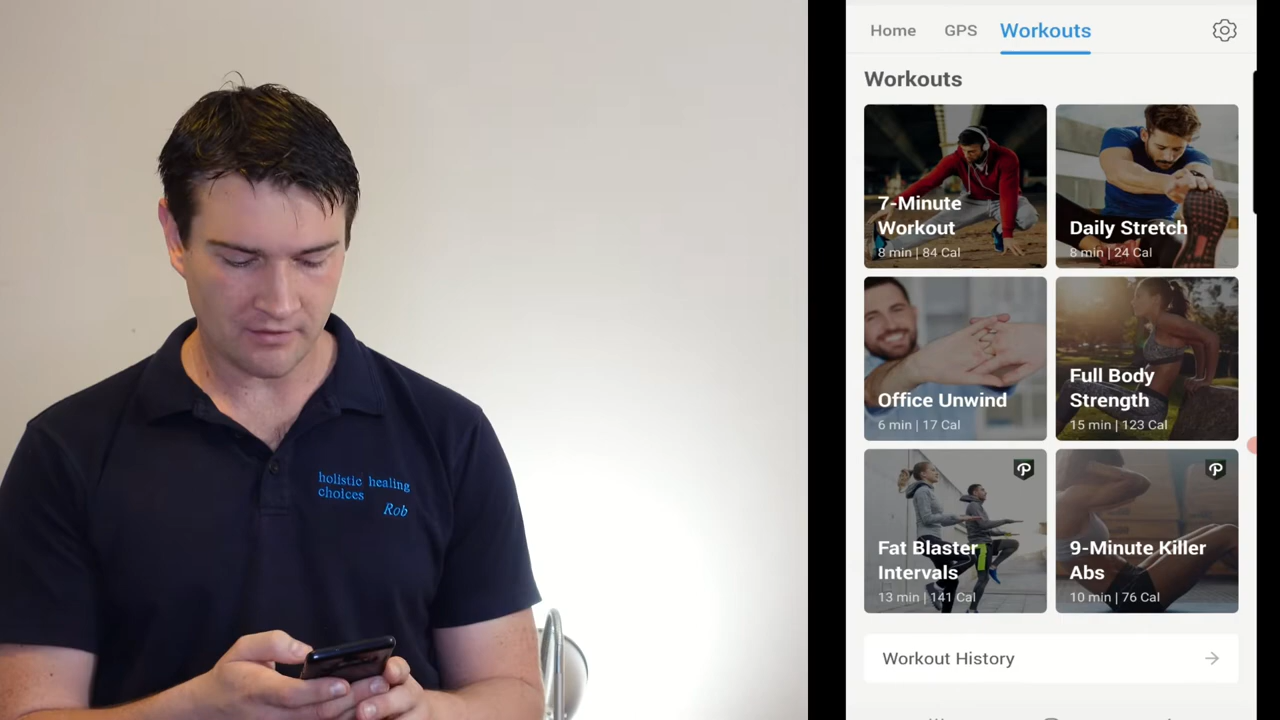 holistic healing
choices
Rob
Home GPS Workouts
Workouts
7-Minute
Workout
8 min | 84 Cal
Daily Stretch
8 min | 24 Cal
Office Unwind
6 min | 17 Cal
Full Body
Strength
15 min | 123 Cal
Fat Blaster
Intervals
13 min | 141 Cal
9-Minute Killer
Abs
10 min | 76 Cal
Workout History